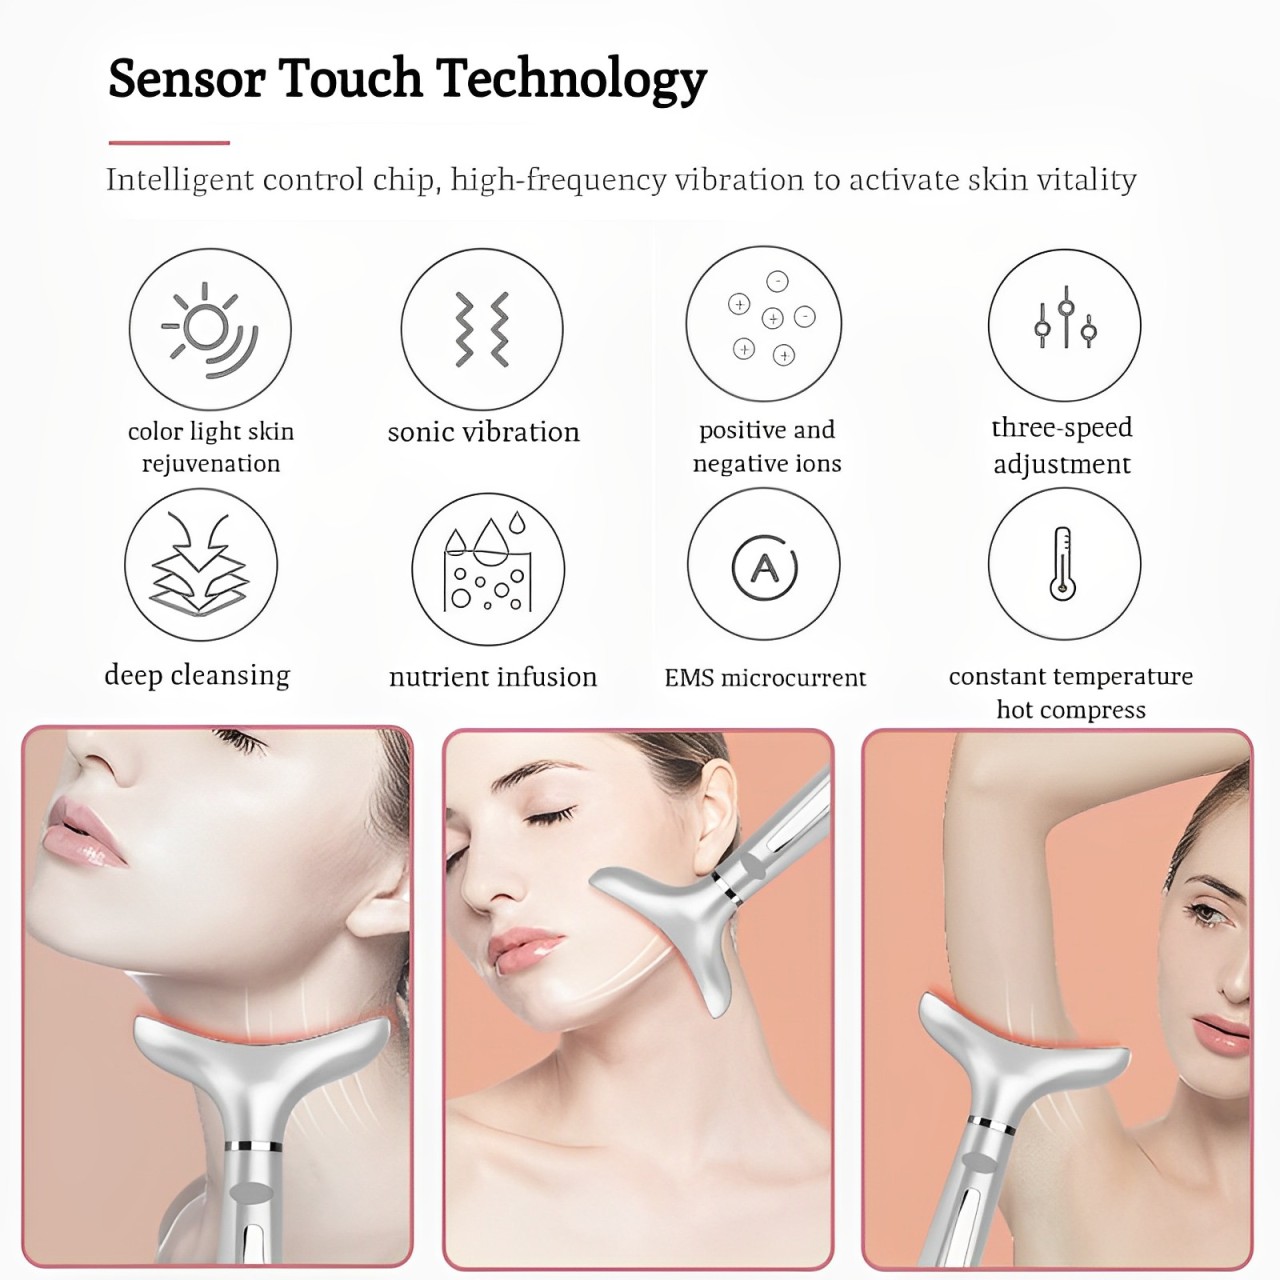 Sensor Touch Technology
Intelligent control chip, high-frequency vibration to activate skin vitality
color light skin
rejuvenation
sonic vibration
positive and
negative ions
three-speed
adjustment
deep cleansing
nutrient infusion
A
EMS microcurrent
constant temperature
hot compress